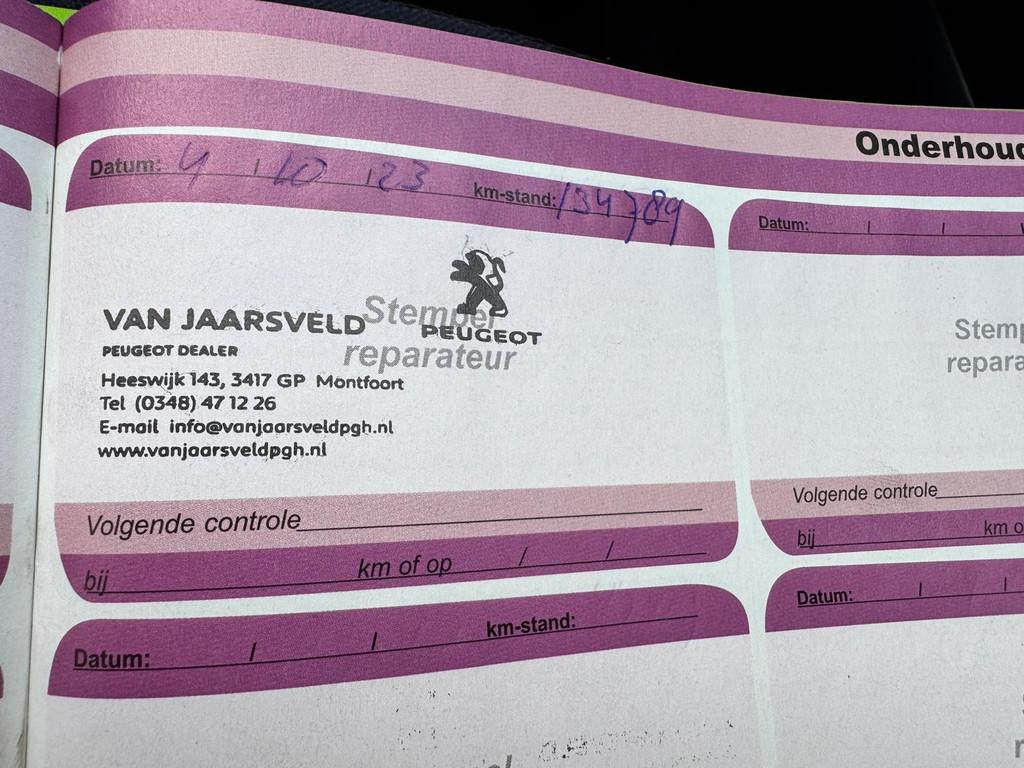 Onderhoud
Datum: 4 / 10 / 23 km-stand: 134789
Stempel
reparateur
VAN JAARSVELD
PEUGEOT DEALER
PEUGEOT
Heeswijk 143, 3417 GP Montfoort
Tel (0348) 47 12 26
E-mail info@vanjaarsveldpgh.nl
www.vanjaarsveldpgh.nl
Volgende controle
bij km of op / /
Datum: / / km-stand:
Datum: / /
Stemp
repara
Volgende controle
bij km o
Datum: / /